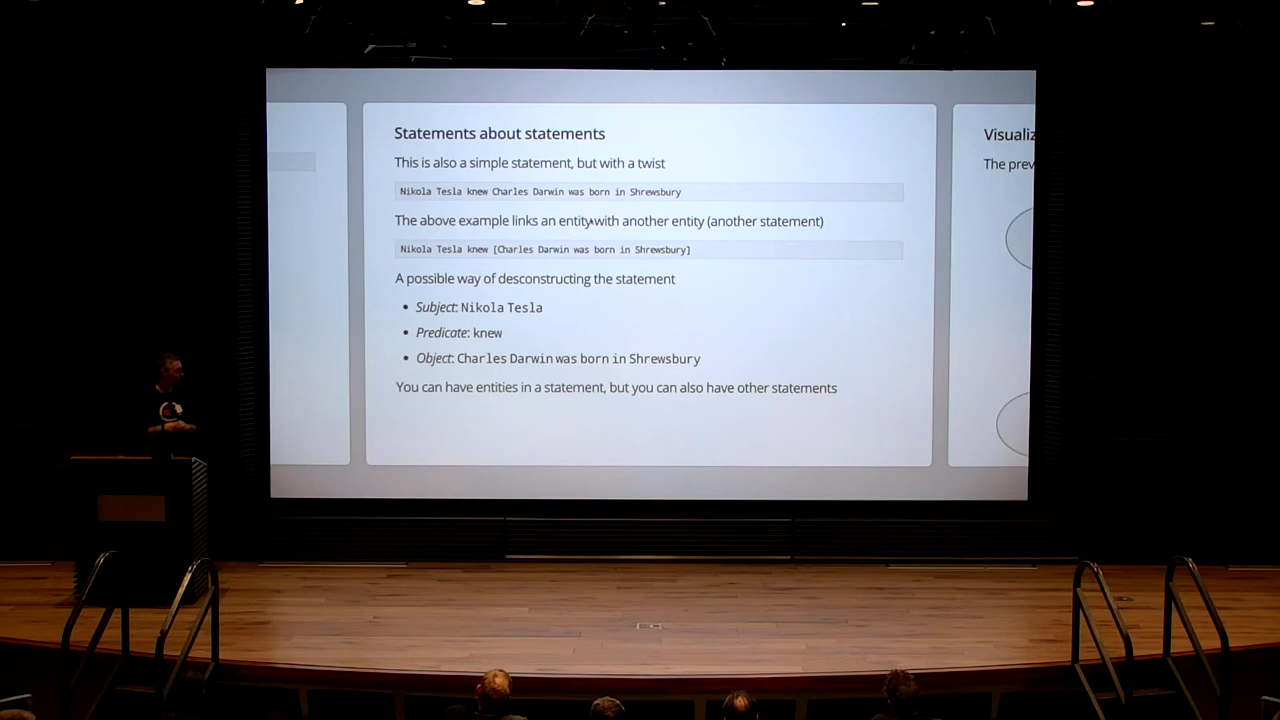 Statements about statements
This is also a simple statement, but with a twist
Nikola Tesla knew Charles Darwin was born in Shrewsbury
The above example links an entity with another entity (another statement)
Nikola Tesla knew [Charles Darwin was born in Shrewsbury]
A possible way of desconstructing the statement
• Subject: Nikola Tesla
• Predicate: knew
• Object: Charles Darwin was born in Shrewsbury
You can have entities in a statement, but you can also have other statements
Visualiz
The prev